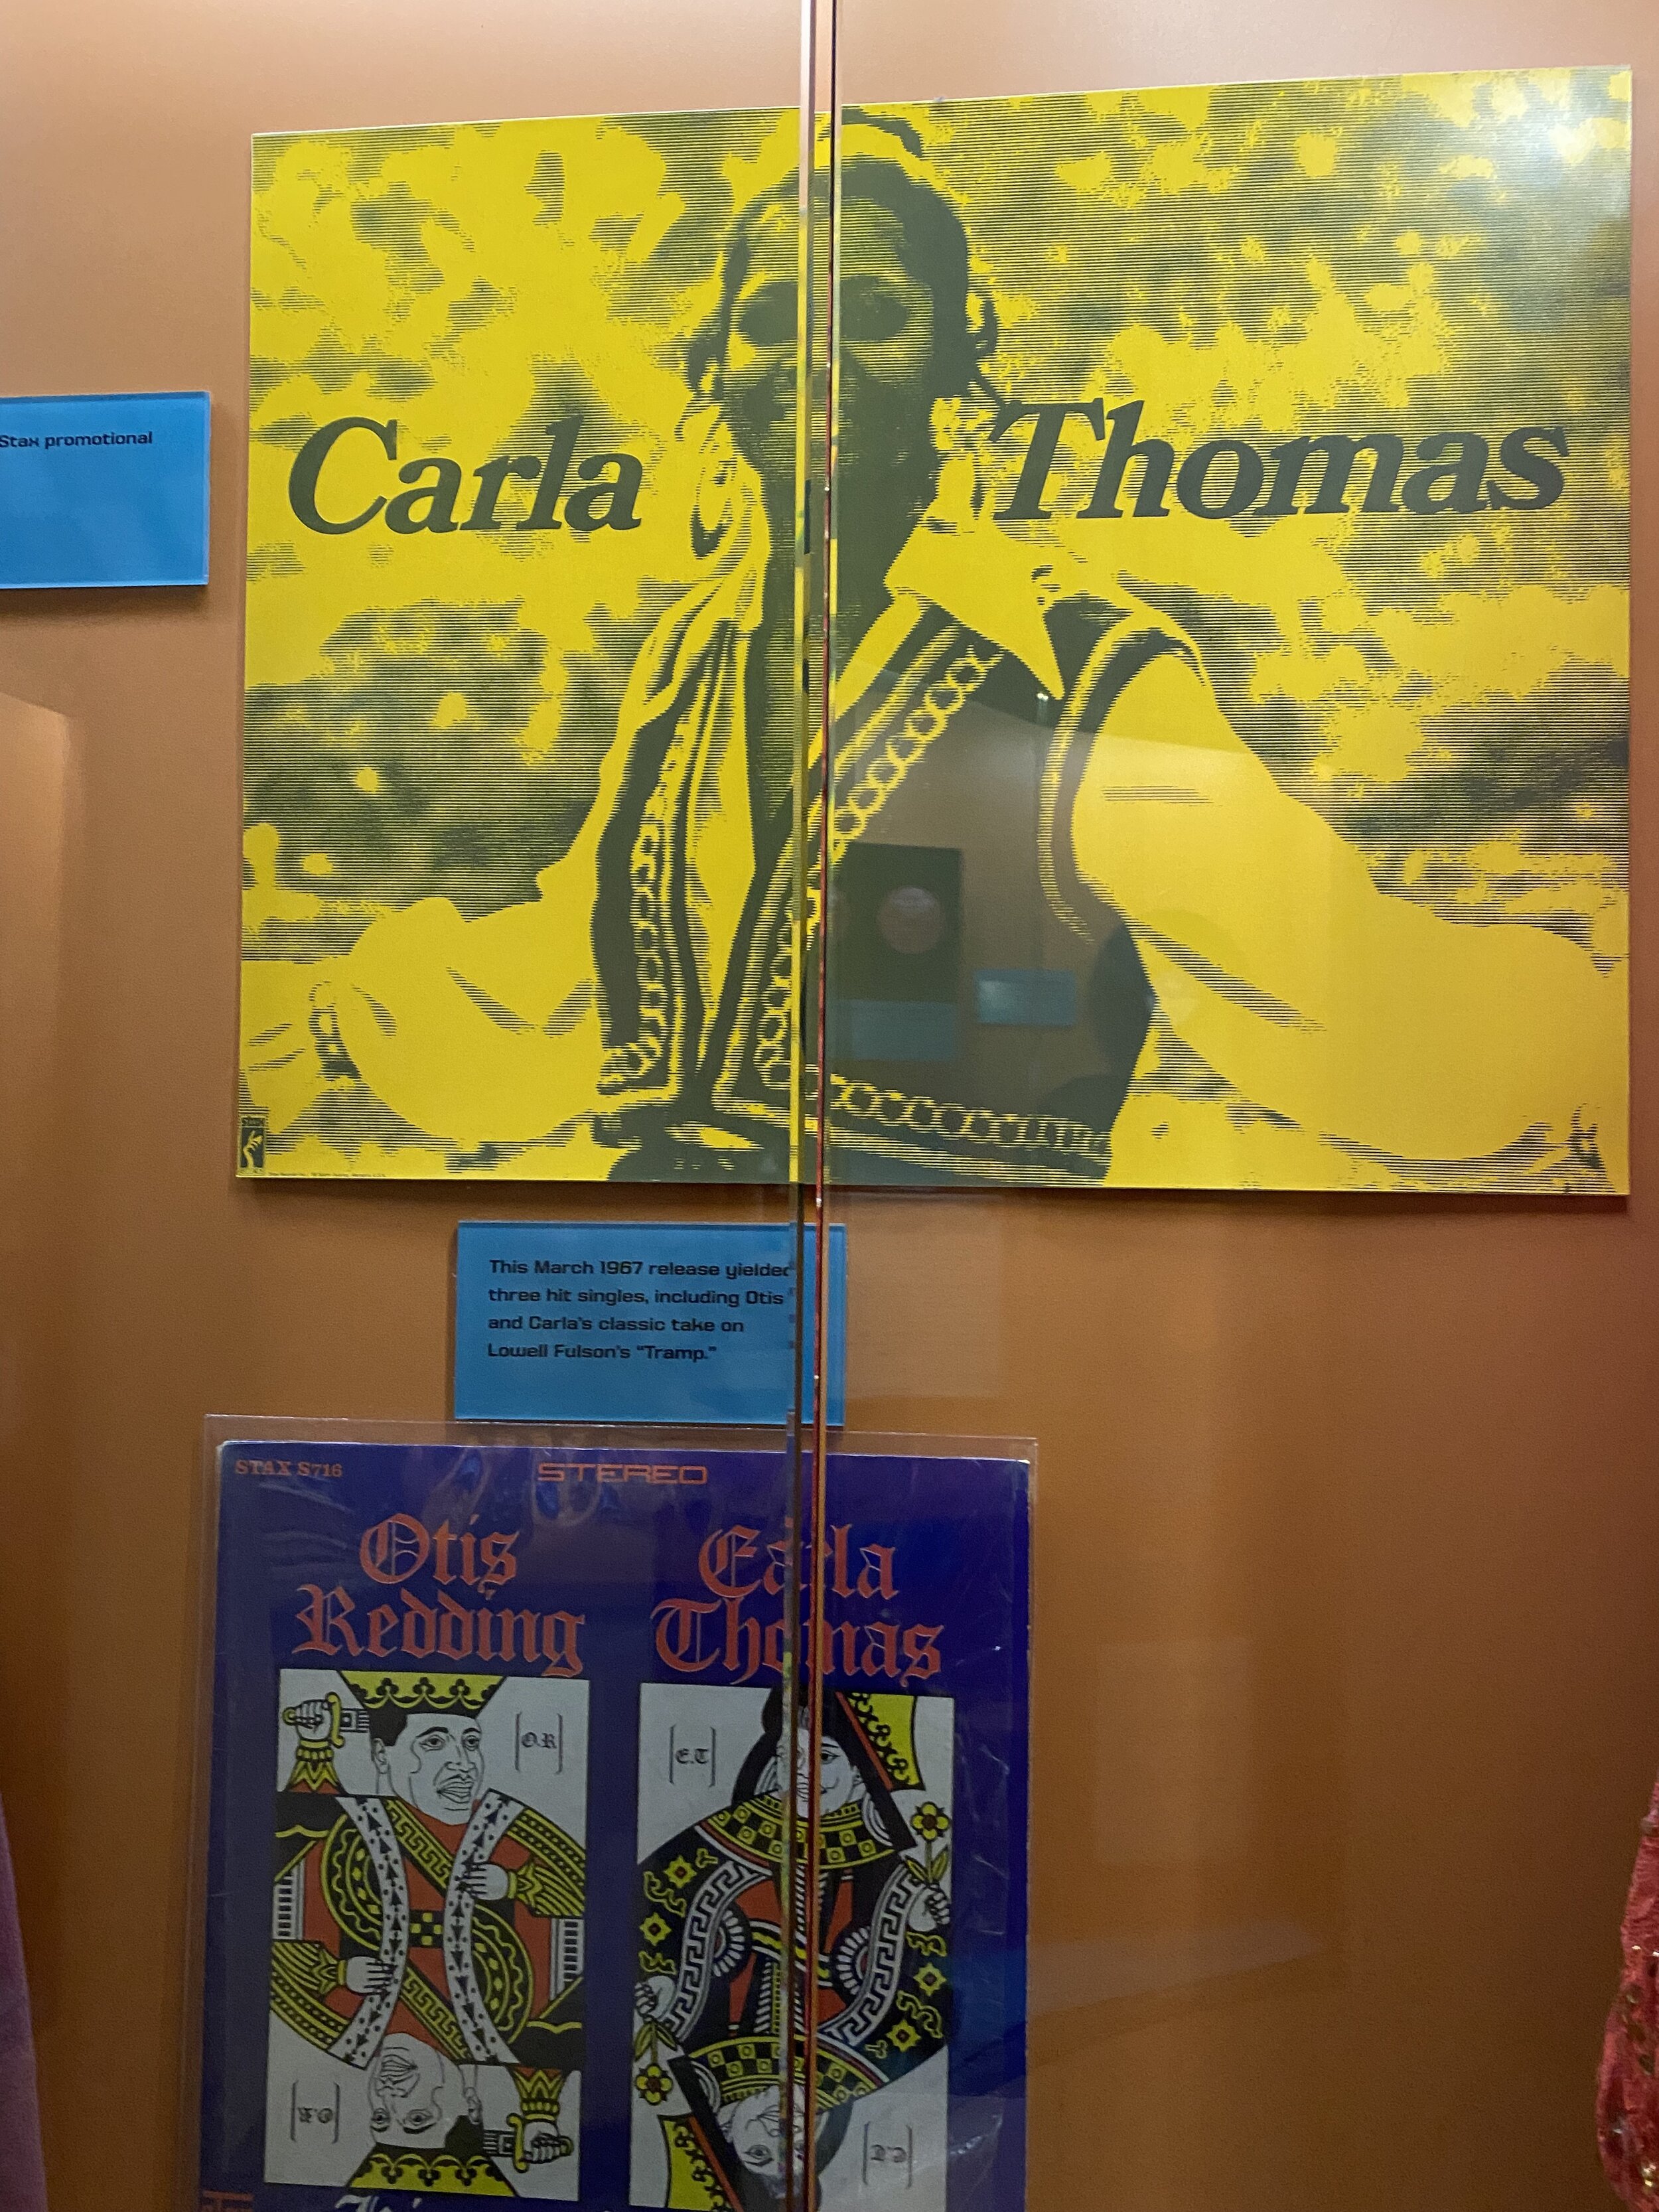 Stax promotional
Carla Thomas
STAX
This March 1967 release yielded
three hit singles, including Otis
and Carla's classic take on
Lowell Fulson's "Tramp."
STAX S716
STEREO
Otis
Redding
Carla
Thomas
O.R
C.T
O.R
C.T